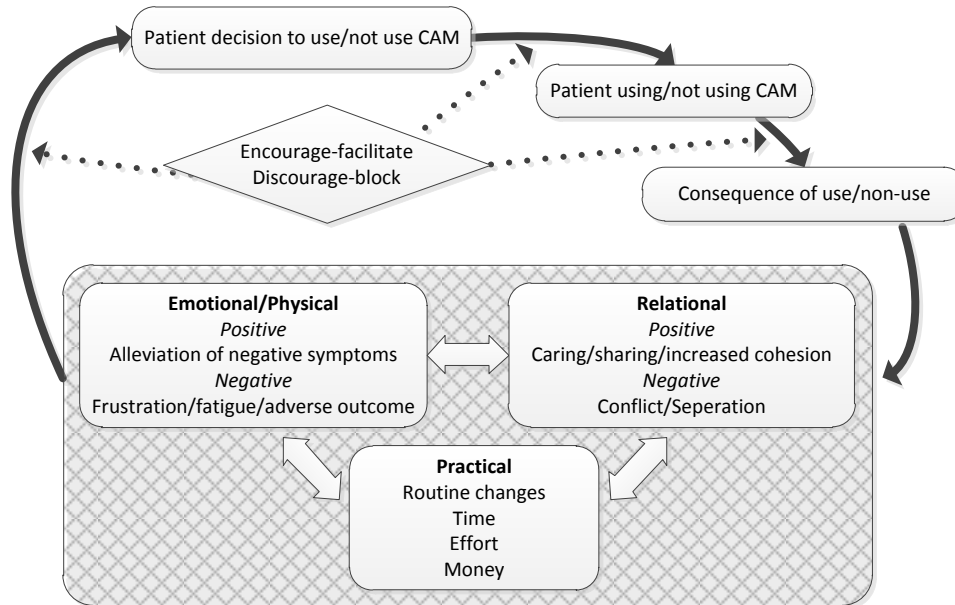 Patient decision to use/not use CAM
Patient using/not using CAM
Encourage-facilitate
Discourage-block
Consequence of use/non-use
Emotional/Physical
Positive
Alleviation of negative symptoms
Negative
Frustration/fatigue/adverse outcome
Relational
Positive
Caring/sharing/increased cohesion
Negative
Conflict/Seperation
Practical
Routine changes
Time
Effort
Money